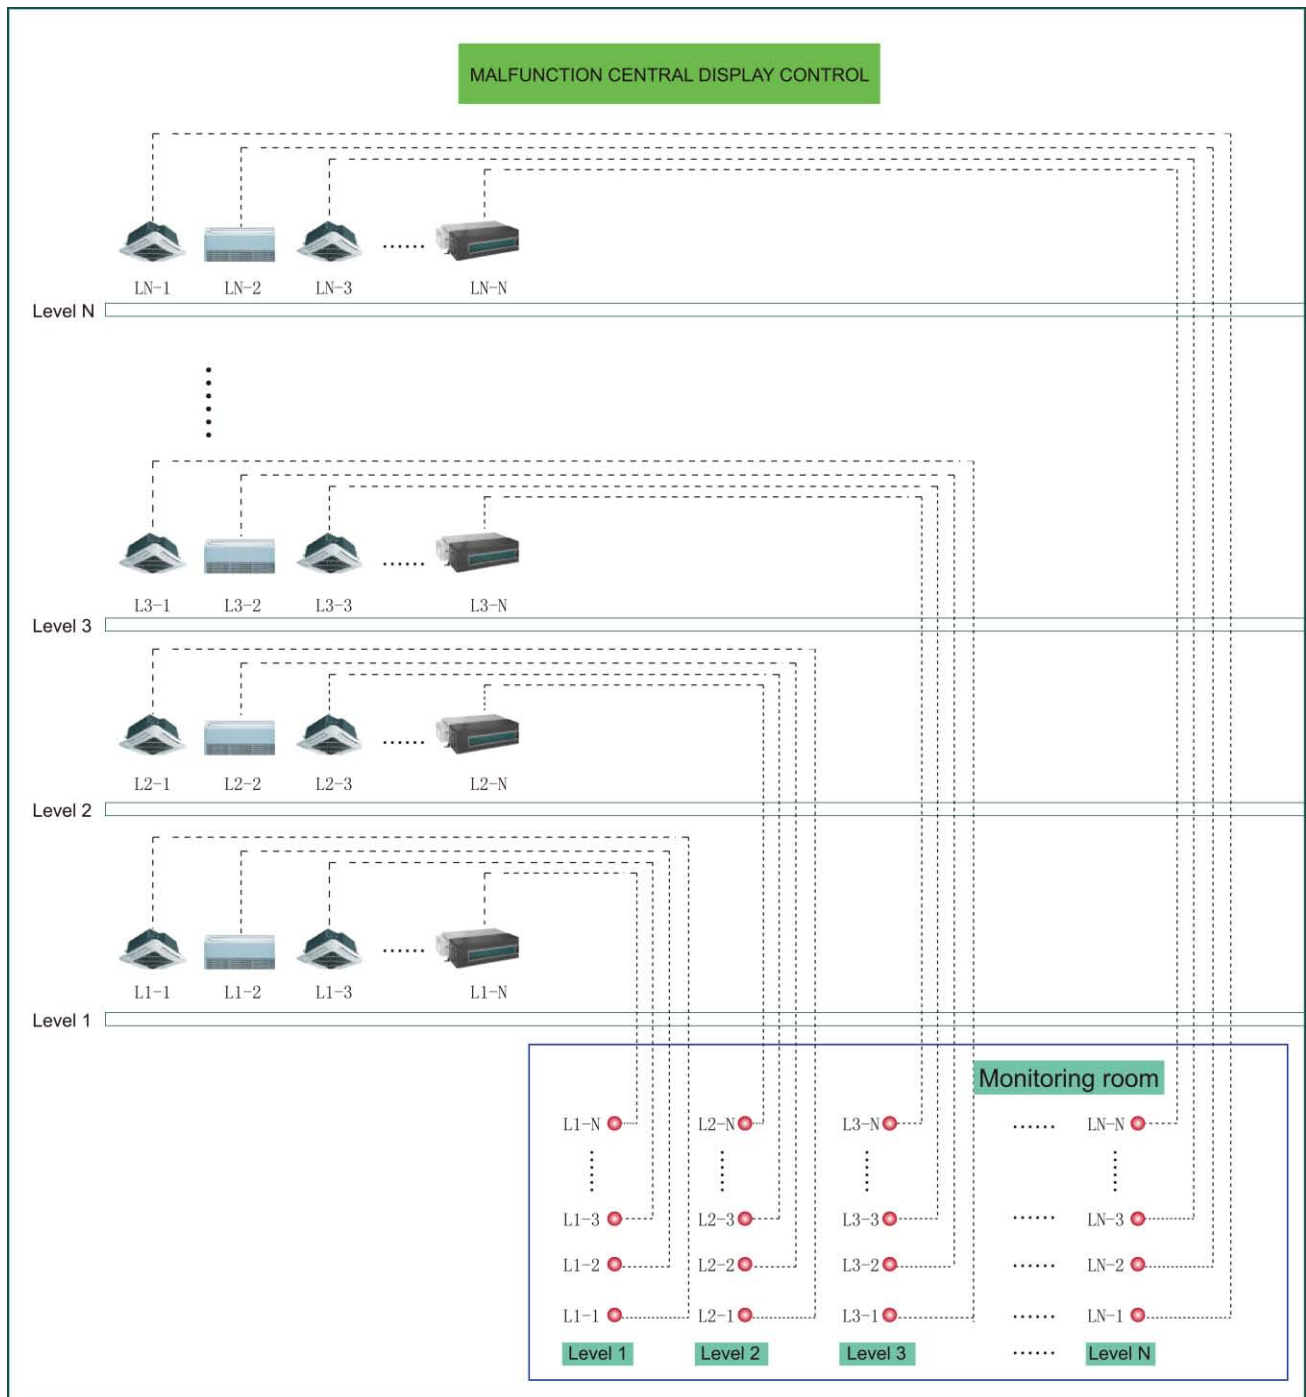 MALFUNCTION CENTRAL DISPLAY CONTROL
LN-1 LN-2 LN-3 ...... LN-N
Level N
......
L3-1 L3-2 L3-3 ...... L3-N
Level 3
L2-1 L2-2 L2-3 ...... L2-N
Level 2
L1-1 L1-2 L1-3 ...... L1-N
Level 1
Monitoring room
L1-N L2-N L3-N ...... LN-N
...... ...... ...... ......
L1-3 L2-3 L3-3 ...... LN-3
L1-2 L2-2 L3-2 ...... LN-2
L1-1 L2-1 L3-1 ...... LN-1
Level 1 Level 2 Level 3 ...... Level N